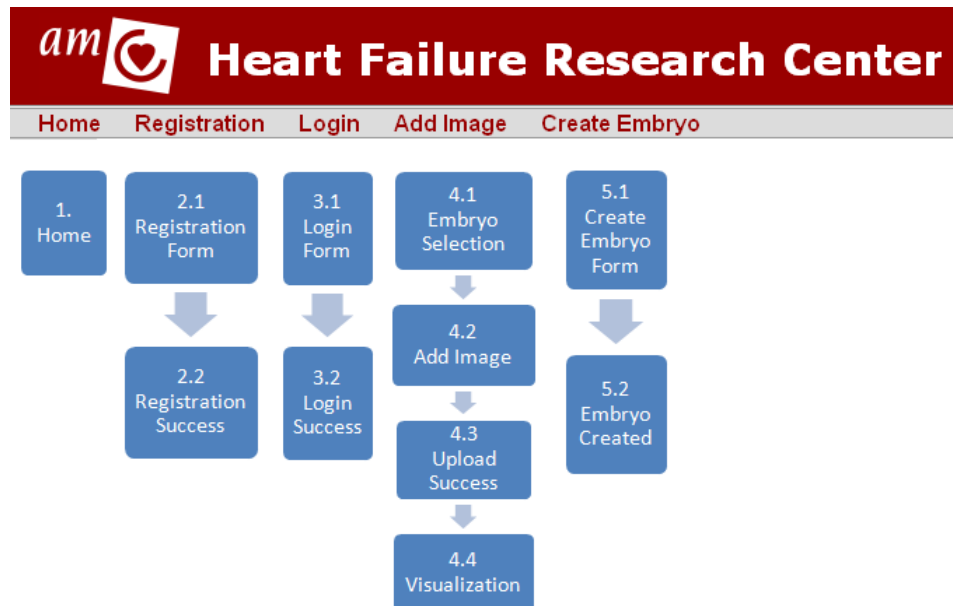 am
Heart Failure Research Center
Home Registration Login Add Image Create Embryo
1.
Home
2.1
Registration
Form
2.2
Registration
Success
3.1
Login
Form
3.2
Login
Success
4.1
Embryo
Selection
4.2
Add Image
4.3
Upload
Success
4.4
Visualization
5.1
Create
Embryo
Form
5.2
Embryo
Created